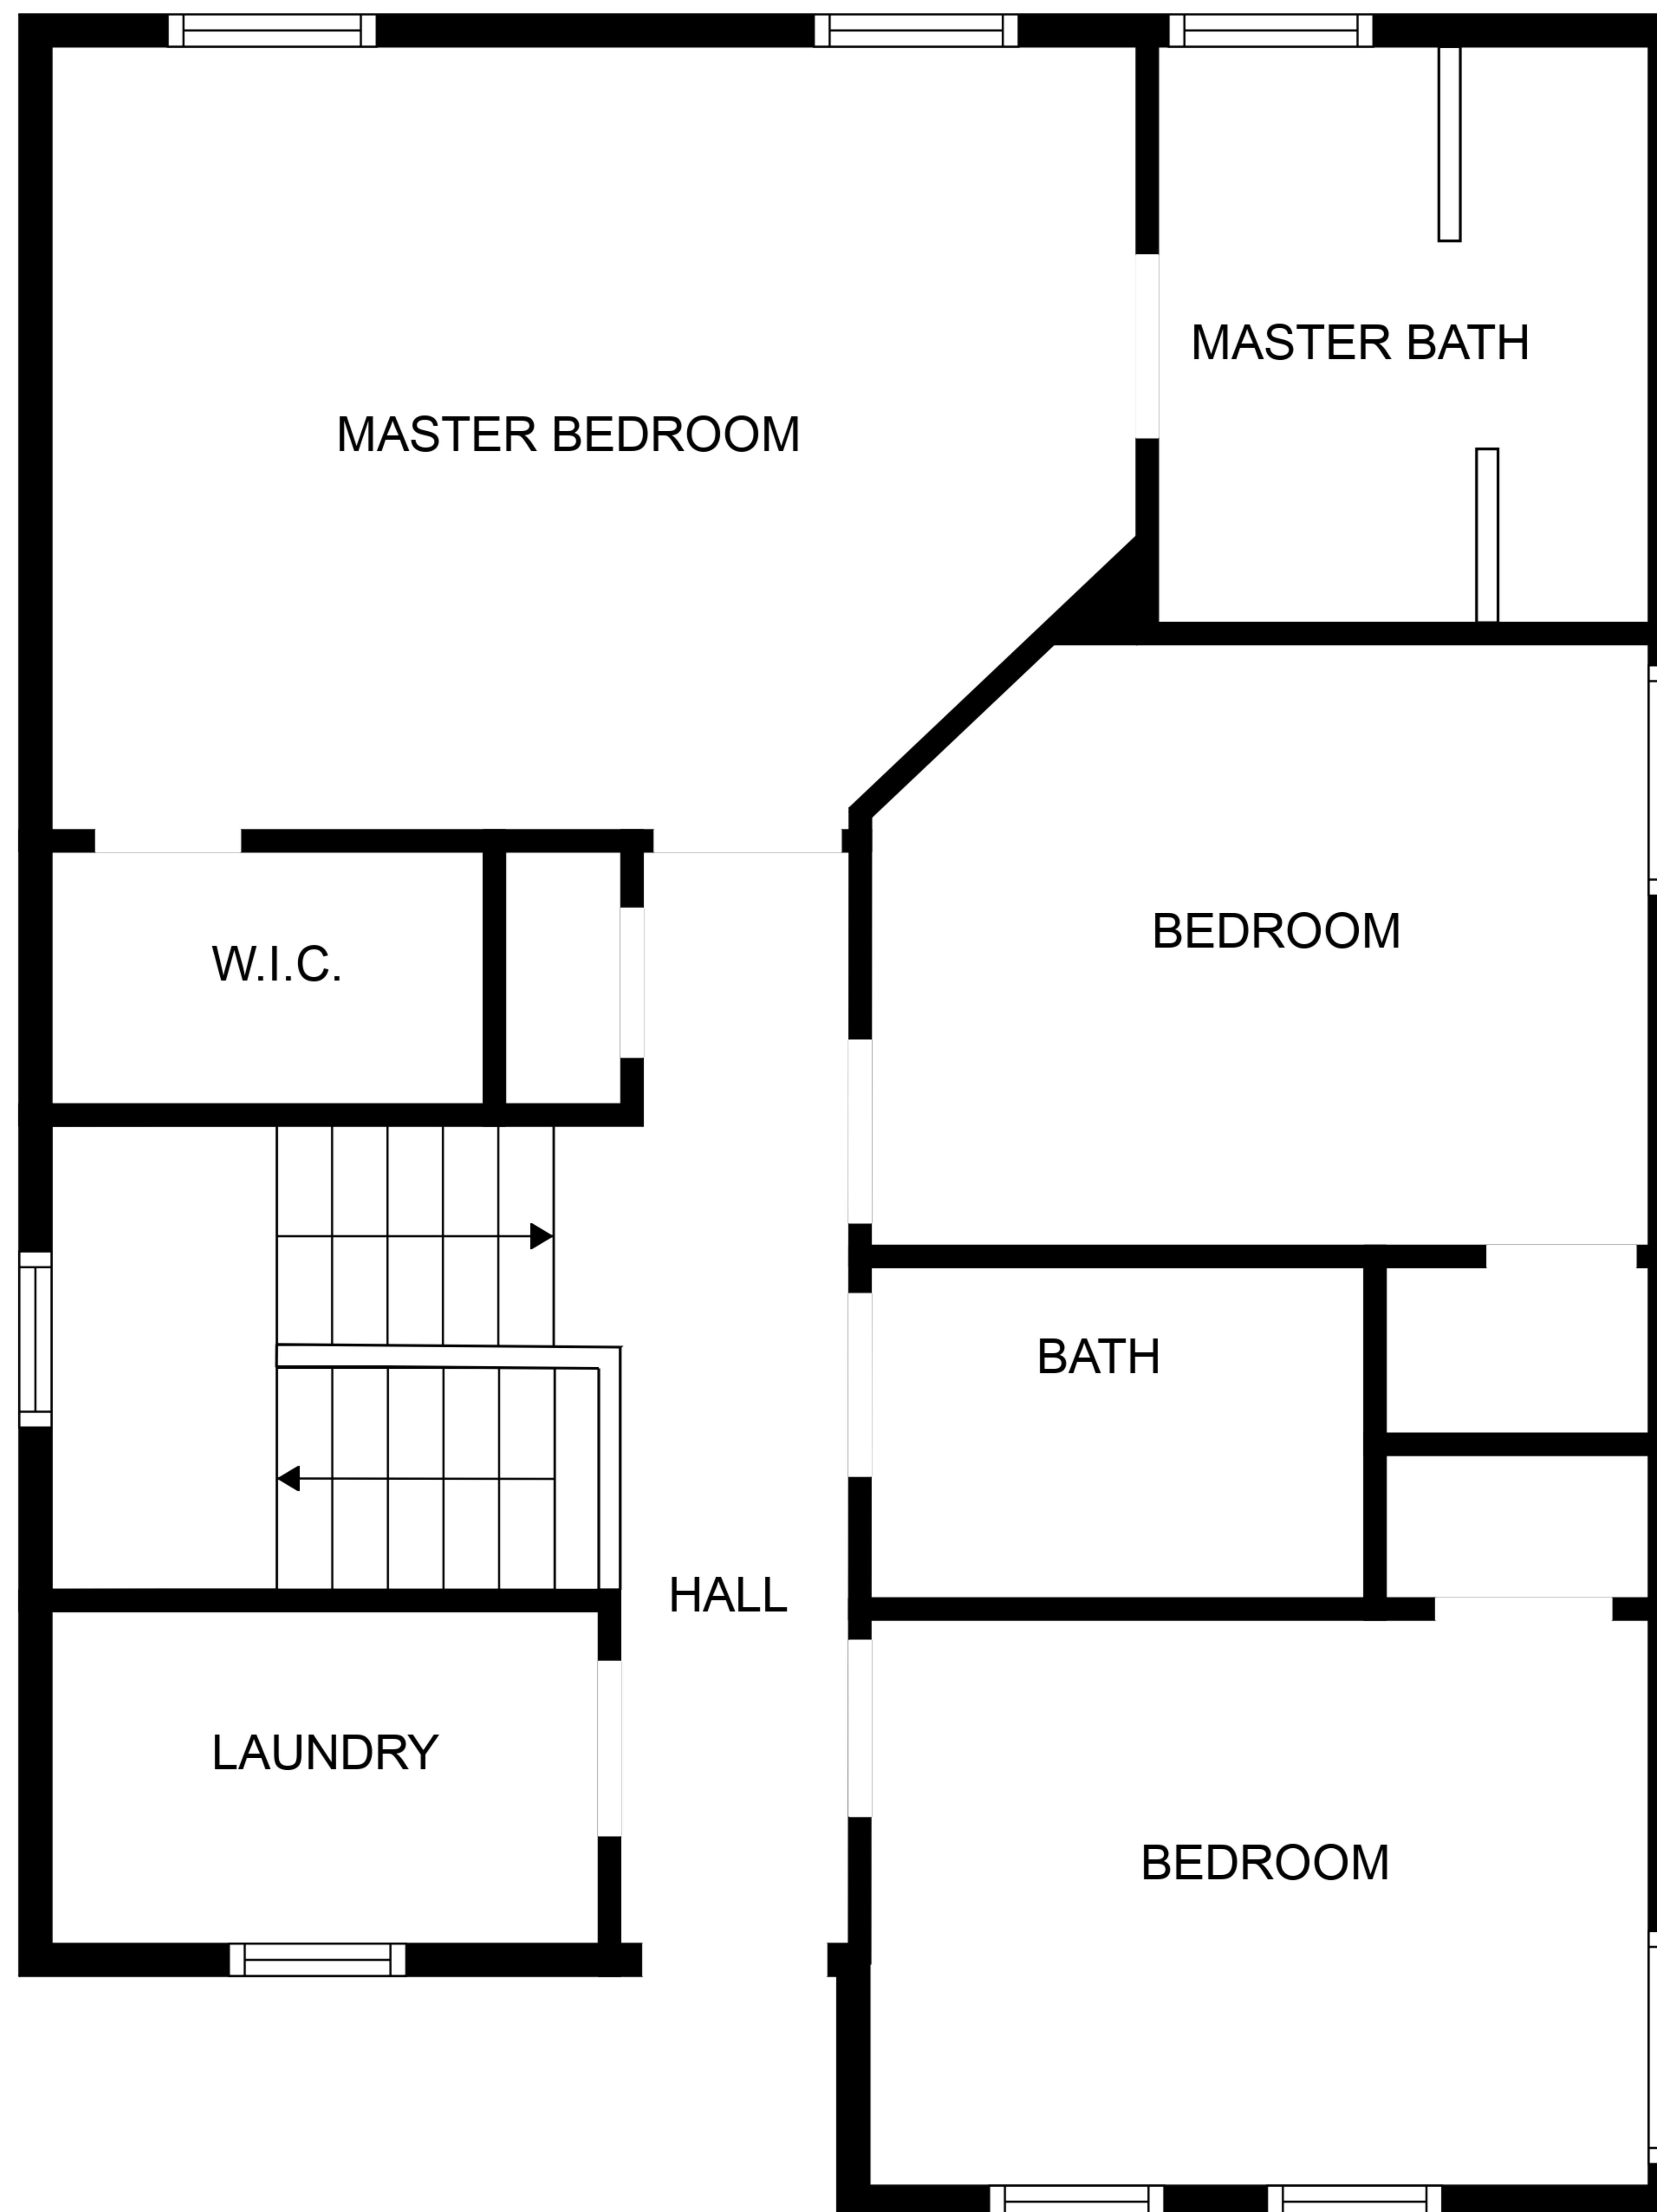 MASTER BATH
MASTER BEDROOM
BEDROOM
W.I.C.
BATH
HALL
LAUNDRY
BEDROOM